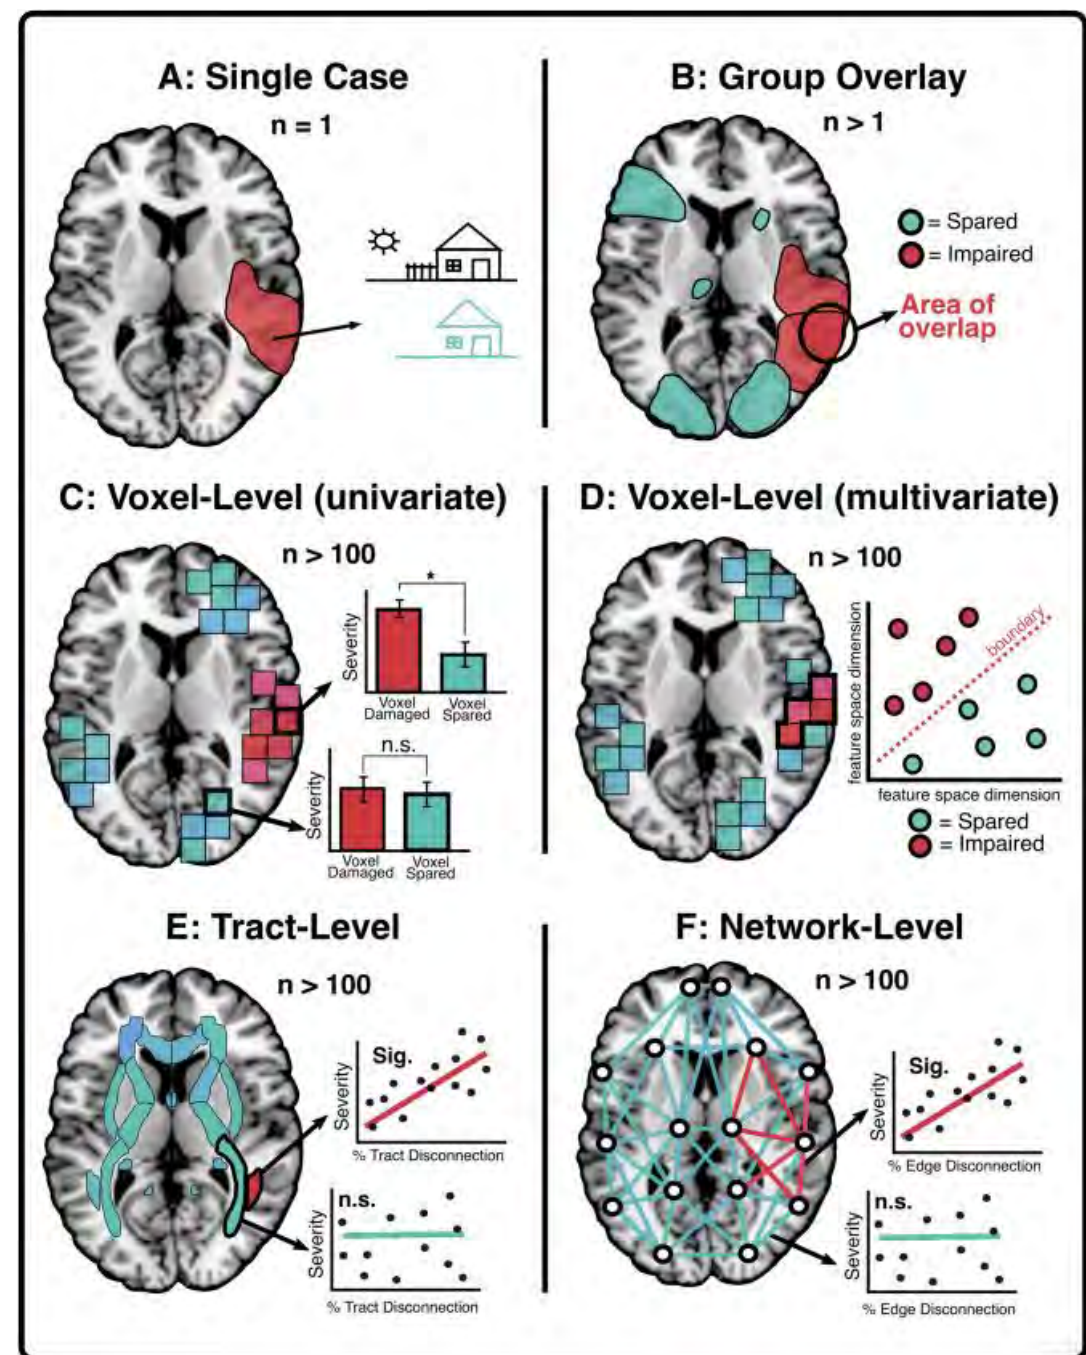 A: Single Case
n = 1
B: Group Overlay
n > 1
= Spared
= Impaired
Area of
overlap
C: Voxel-Level (univariate)
n > 100
*
Severity
Voxel
Damaged
Voxel
Spared
n.s.
Severity
Voxel
Damaged
Voxel
Spared
D: Voxel-Level (multivariate)
n > 100
feature space dimension
boundary
feature space dimension
= Spared
= Impaired
E: Tract-Level
n > 100
Sig.
Severity
% Tract Disconnection
n.s.
Severity
% Tract Disconnection
F: Network-Level
n > 100
Sig.
Severity
% Edge Disconnection
n.s.
Severity
% Edge Disconnection